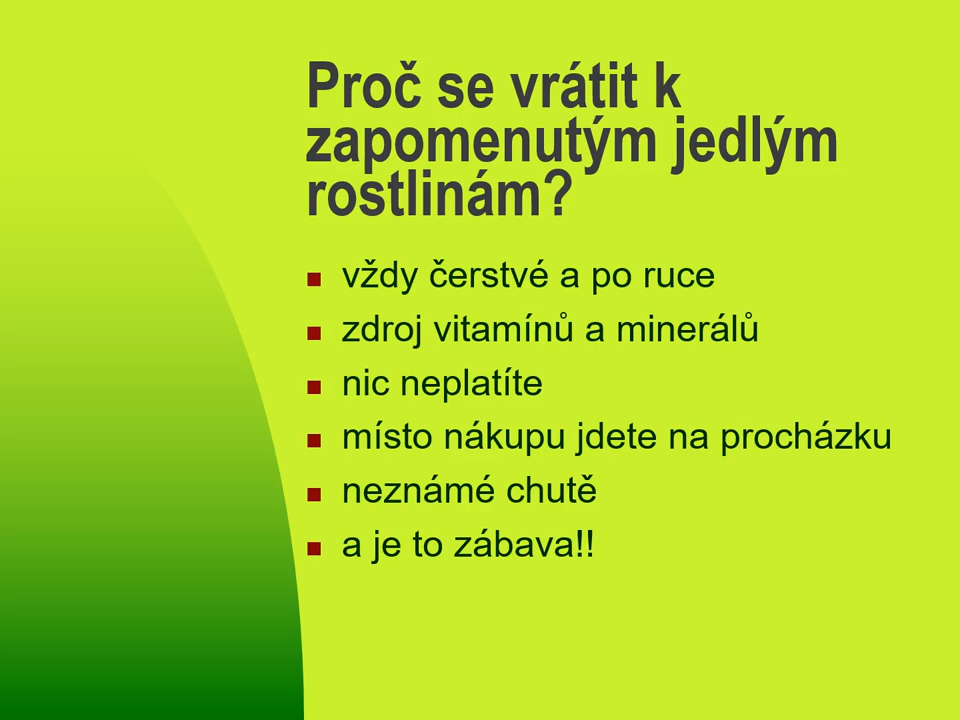 Proč se vrátit k
zapomenutým jedlým
rostlinám?
vždy čerstvé a po ruce
zdroj vitamínů a minerálů
nic neplatíte
místo nákupu jdete na procházku
neznámé chutě
a je to zábava!!